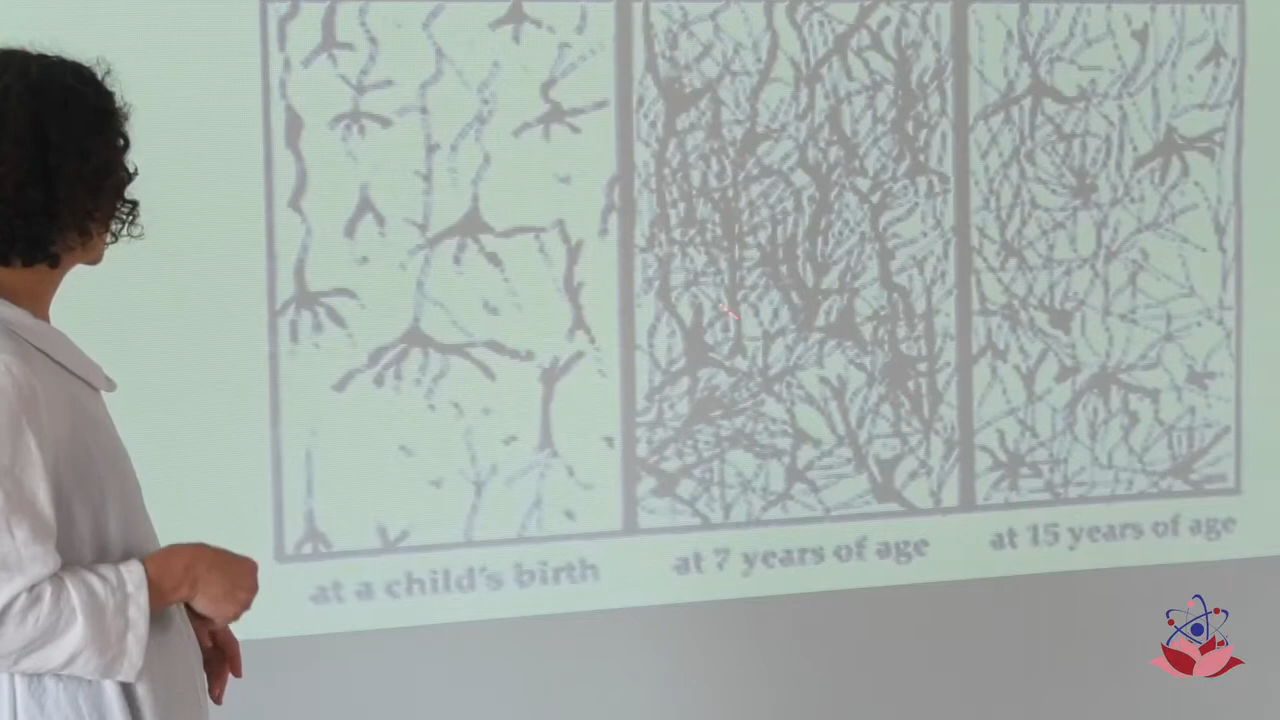 at a child's birth
at 7 years of age
at 15 years of age